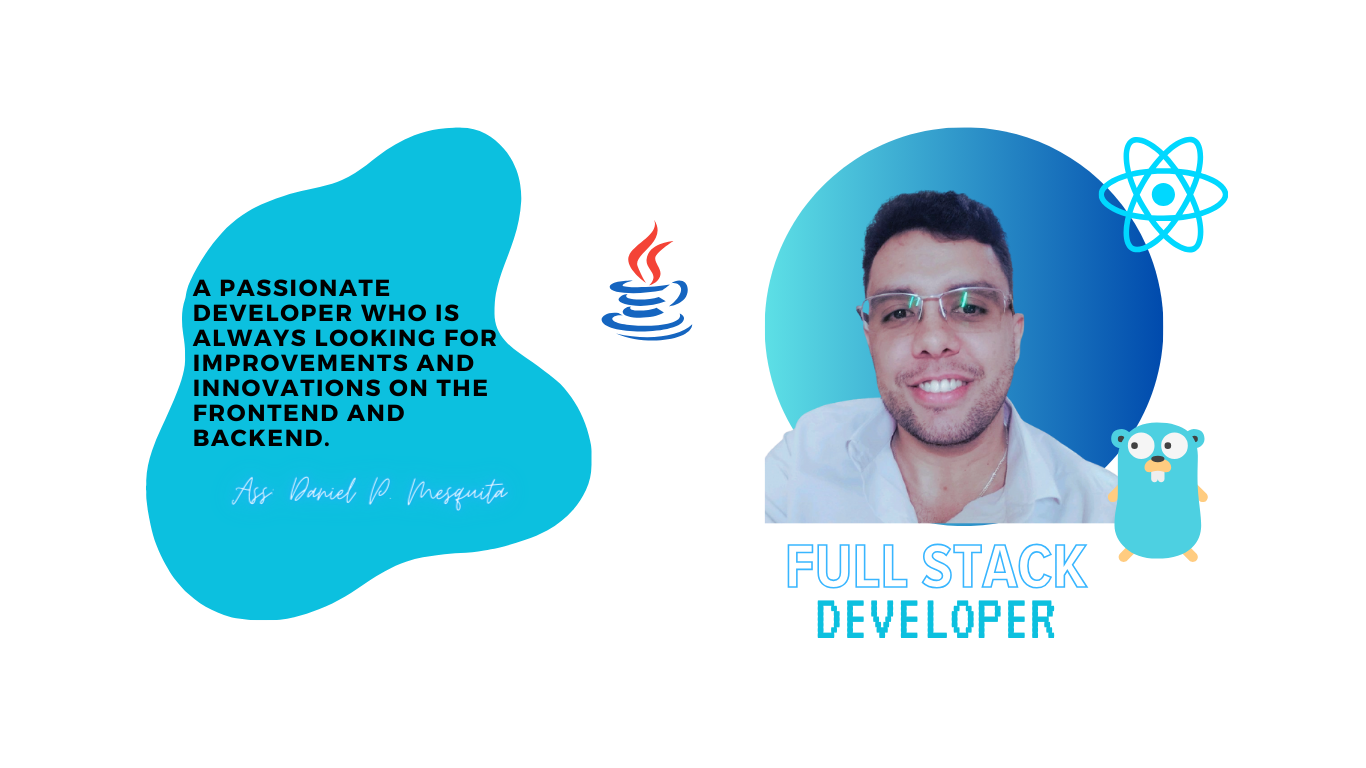 A PASSIONATE
DEVELOPER WHO IS
ALWAYS LOOKING FOR
IMPROVEMENTS AND
INNOVATIONS ON THE
FRONTEND AND
BACKEND.
Ass: Daniel P. Mesquita
FULL STACK
DEVELOPER